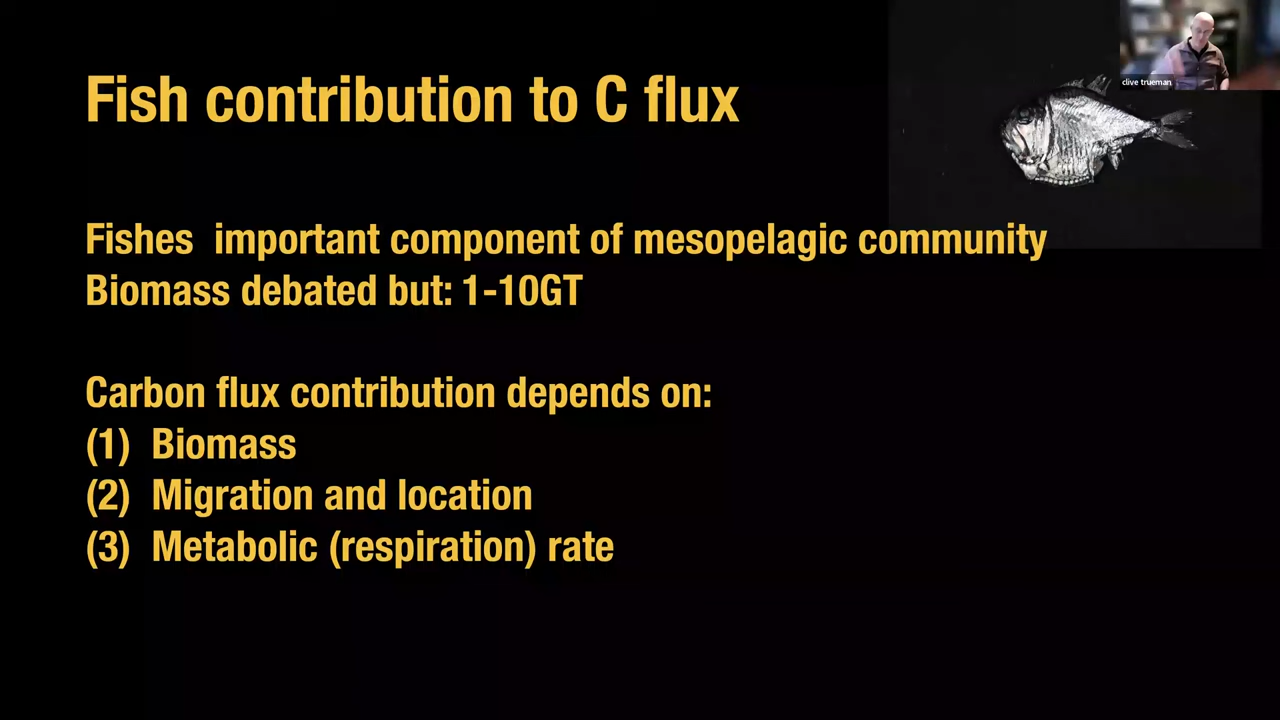 Fish contribution to C flux
clive trueman
Fishes  important component of mesopelagic community
Biomass debated but: 1-10GT
Carbon flux contribution depends on:
(1)  Biomass
(2)  Migration and location
(3)  Metabolic (respiration) rate